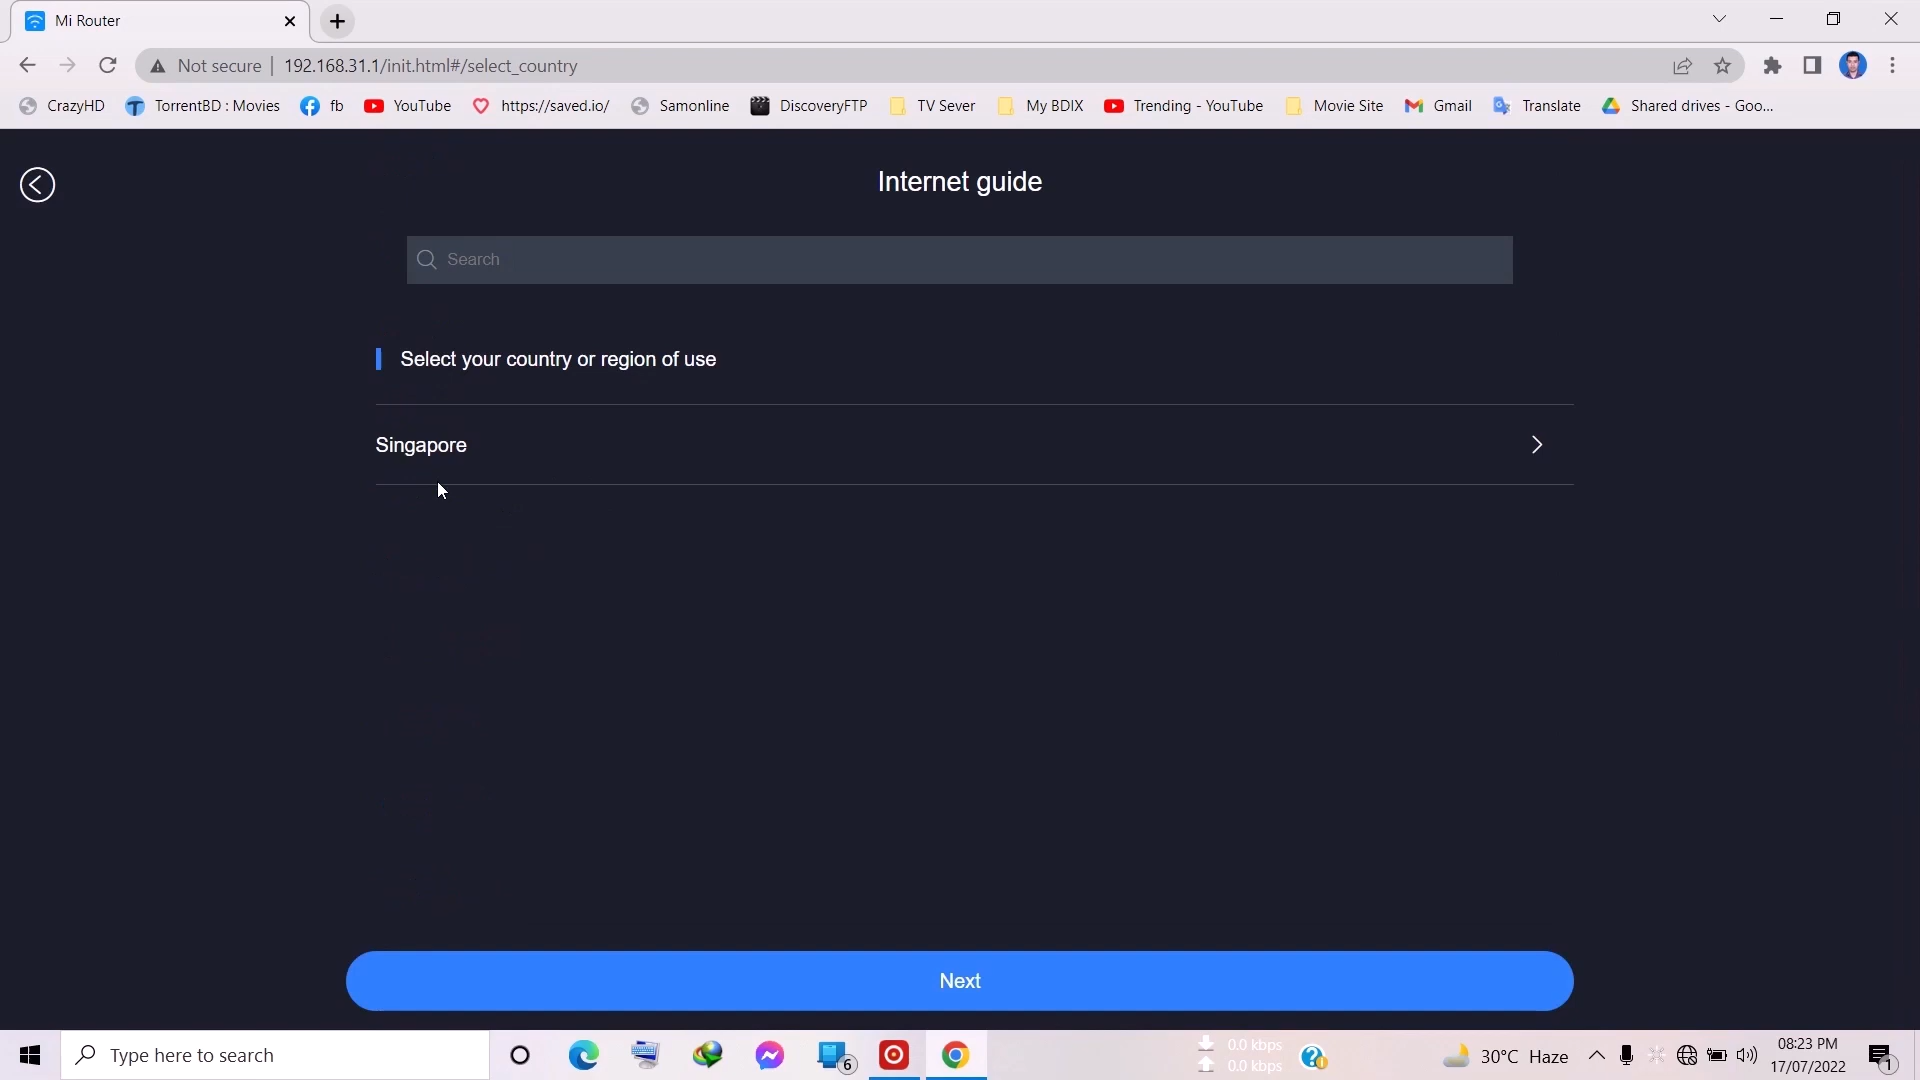 Mi Router
Not secure | 192.168.31.1/init.html#/select_country
CrazyHD TorrentBD : Movies fb YouTube https://saved.io/ Samonline DiscoveryFTP TV Sever My BDIX Trending - YouTube Movie Site Gmail Translate Shared drives - Goo...
Internet guide
Search
Select your country or region of use
Singapore
Next
Type here to search
6
0.0 kbps
0.0 kbps
30°C Haze
08:23 PM
17/07/2022
1